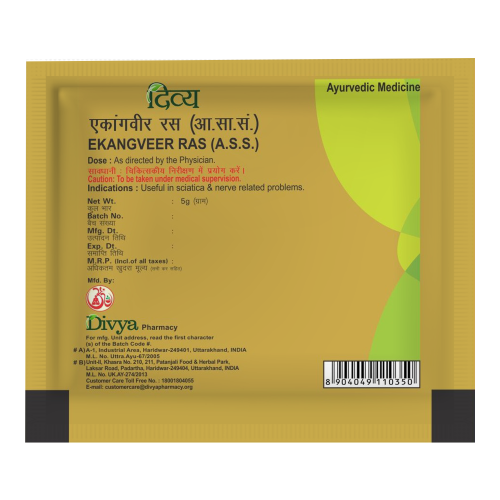 दिव्य
Ayurvedic Medicine
एकांगवीर रस (आ.सा.सं.)
EKANGVEER RAS (A.S.S.)
Dose : As directed by the Physician.
सावधानी : चिकित्सकीय निरीक्षण में प्रयोग करें।
Caution: To be taken under medical supervision.
Indications : Useful in sciatica & nerve related problems.
Net Wt. : 5g (ग्राम)
कुल भार
Batch No. :
बैच संख्या
Mfg. Dt. :
उत्पादन तिथि
Exp. Dt. :
समाप्ति तिथि
M.R.P. (Incl.of all taxes) :
अधिकतम खुदरा मूल्य (सभी कर सहित)
Mfd. By:
Divya Pharmacy
For mfg. Unit address, read the first character
(s) of the Batch Code #.
# A) A-1, Industrial Area, Haridwar-249401, Uttarakhand, INDIA
M.L. No. Uttra.Ayu-67/2005
# B) Unit-II, Khasra No. 210, 211, Patanjali Food & Herbal Park,
Laksar Road, Padartha, Haridwar-249404, Uttarakhand, INDIA
M.L. No. UK.AY-274/2013
Customer Care Toll Free No. : 18001804055
E-mail: customercare@divyapharmacy.org
8 904049 110350